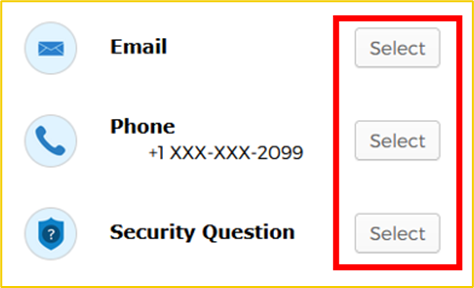 Email Select
Phone
+1 XXX-XXX-2099 Select
?
Security Question Select